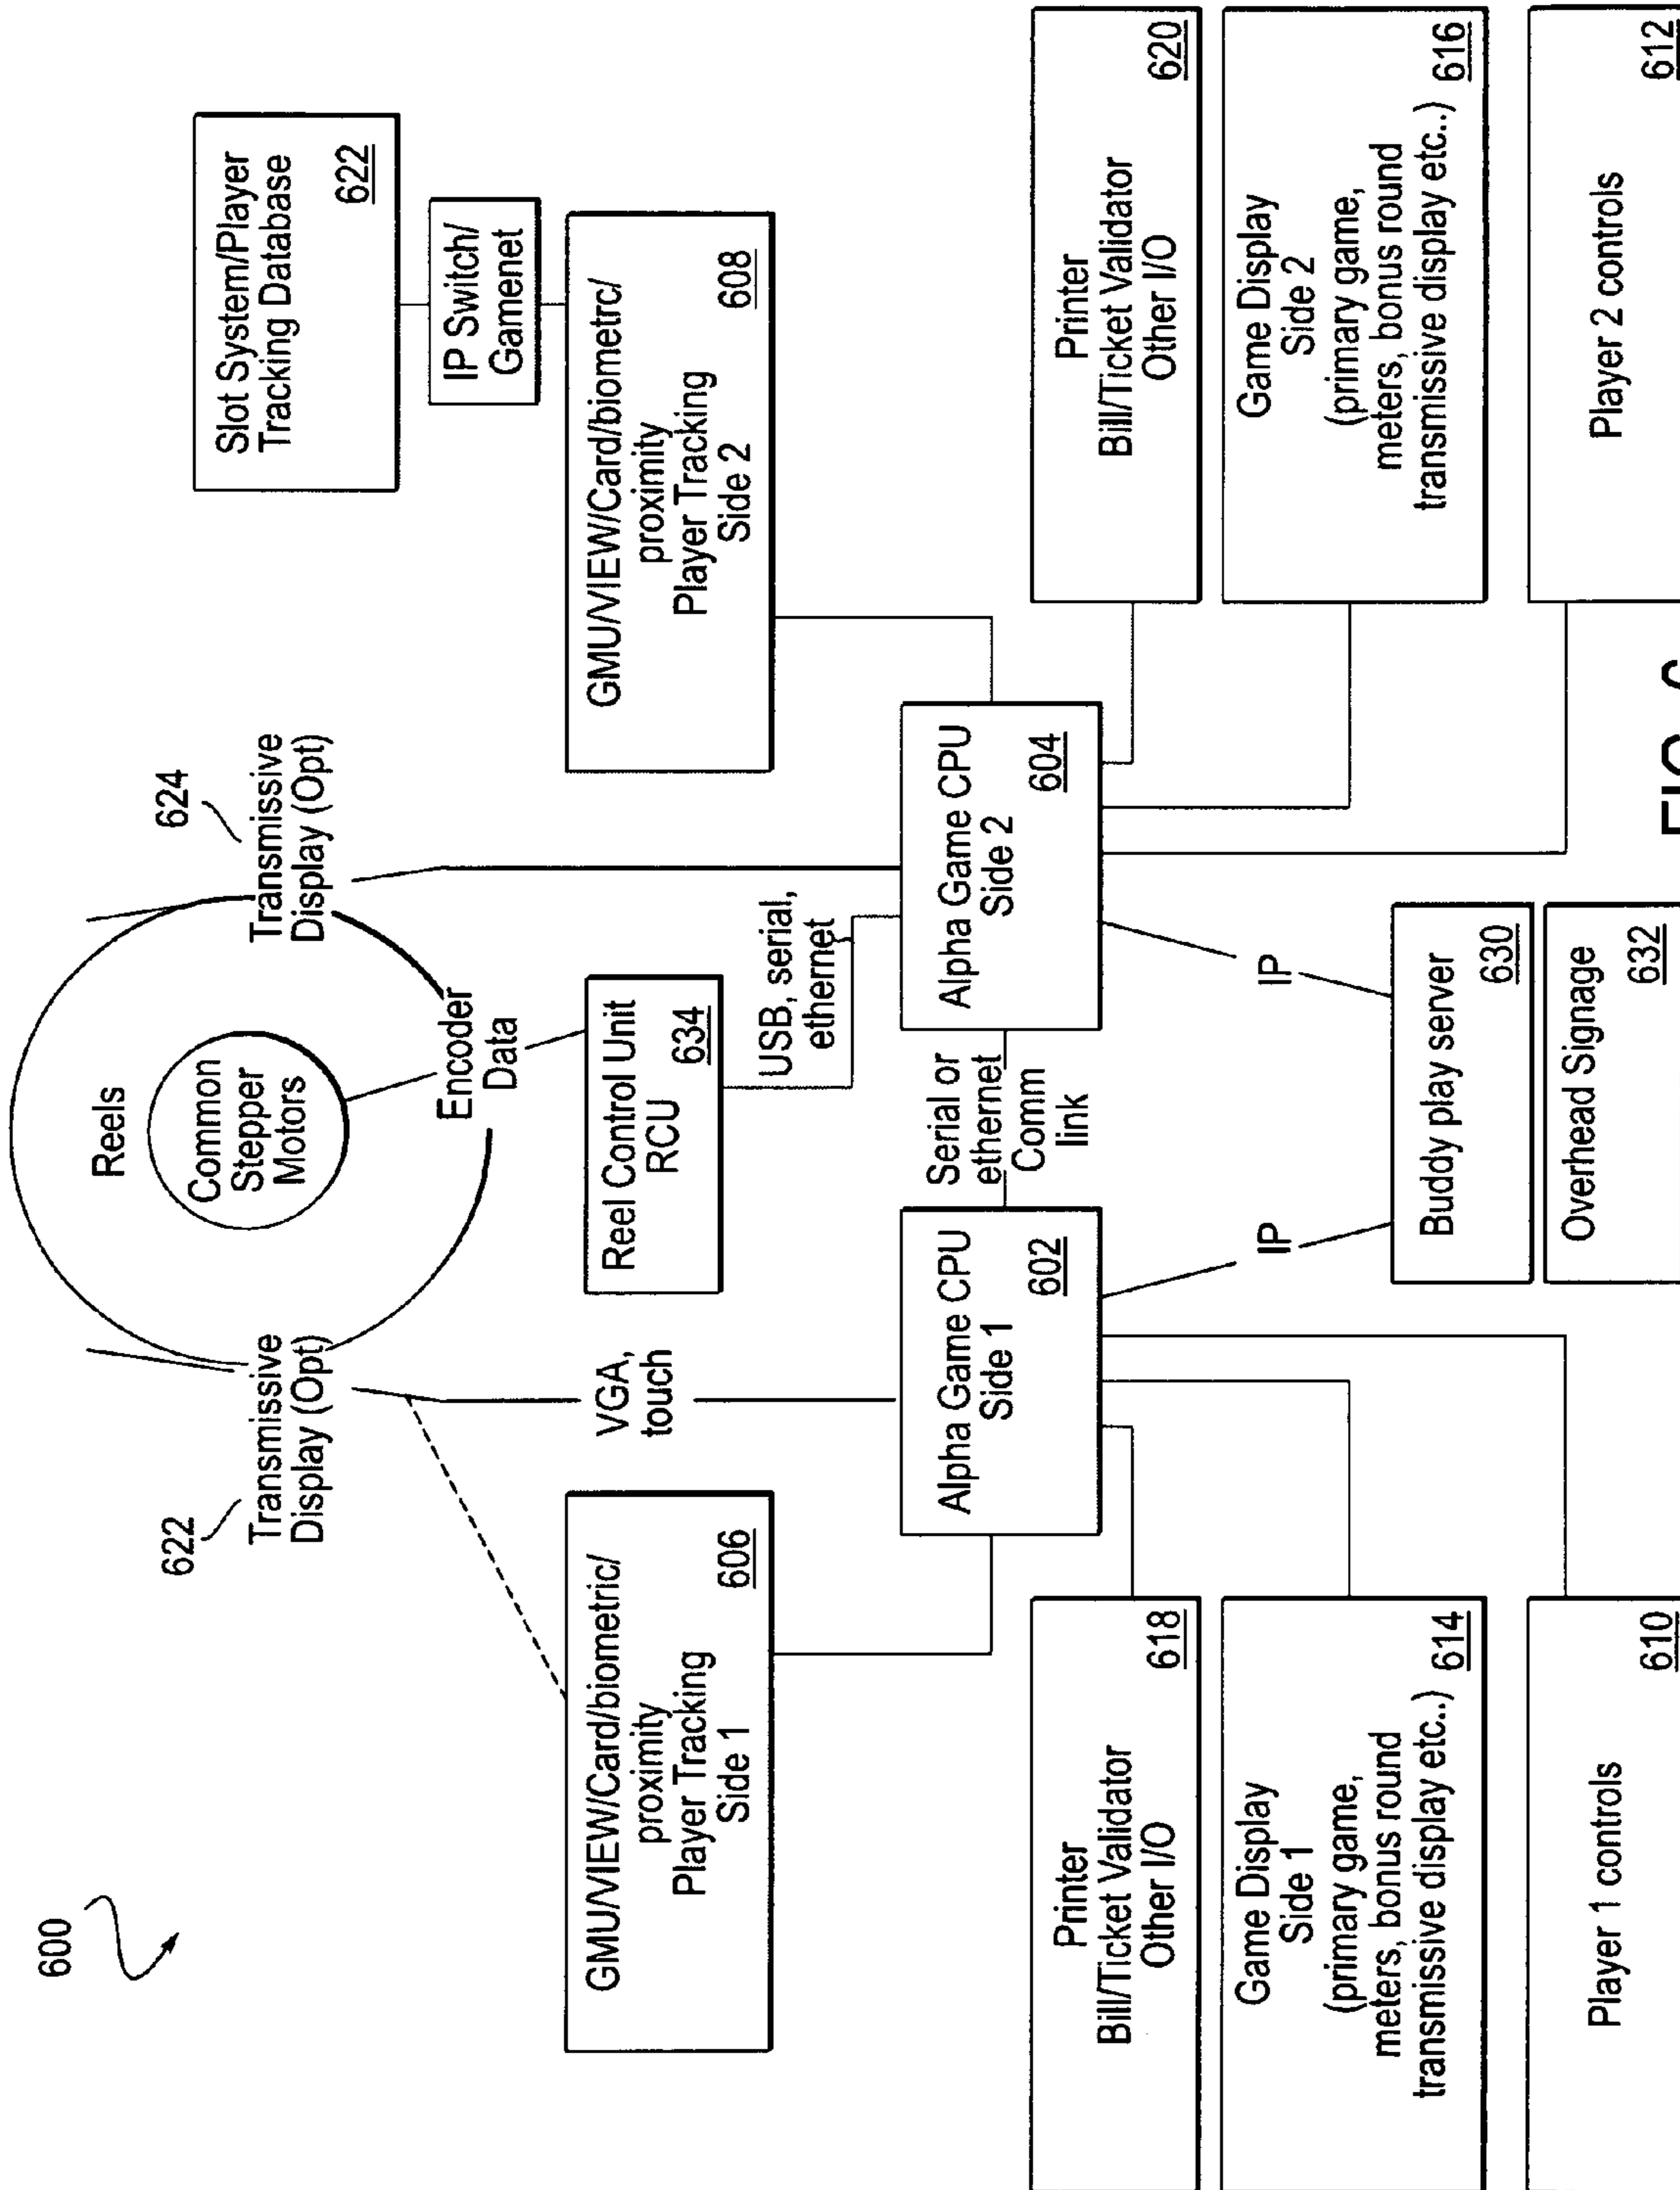 600
622
Transmissive
Display (Opt)
Reels
Common
Stepper
Motors
Encoder
Data
624
Transmissive
Display (Opt)
Slot System/Player
Tracking Database
622
IP Switch/
Gamenet
GMU/VIEW/Card/biometric/
proximity
Player Tracking
Side 1
606
VGA,
touch
Reel Control Unit
RCU
634
USB, serial,
ethernet
GMU/VIEW/Card/biometrc/
proximity
Player Tracking
Side 2
608
Alpha Game CPU
Side 1
602
Serial or
ethernet
Comm
link
Alpha Game CPU
Side 2
604
Printer
Bill/Ticket Validator
Other I/O
618
Game Display
Side 1
(primary game,
meters, bonus round
transmissive display etc..)
614
Player 1 controls
610
IP
IP
Buddy play server
630
Overhead Signage
632
Printer
Bill/Ticket Validator
Other I/O
620
Game Display
Side 2
(primary game,
meters, bonus round
transmissive display etc..)
616
Player 2 controls
612